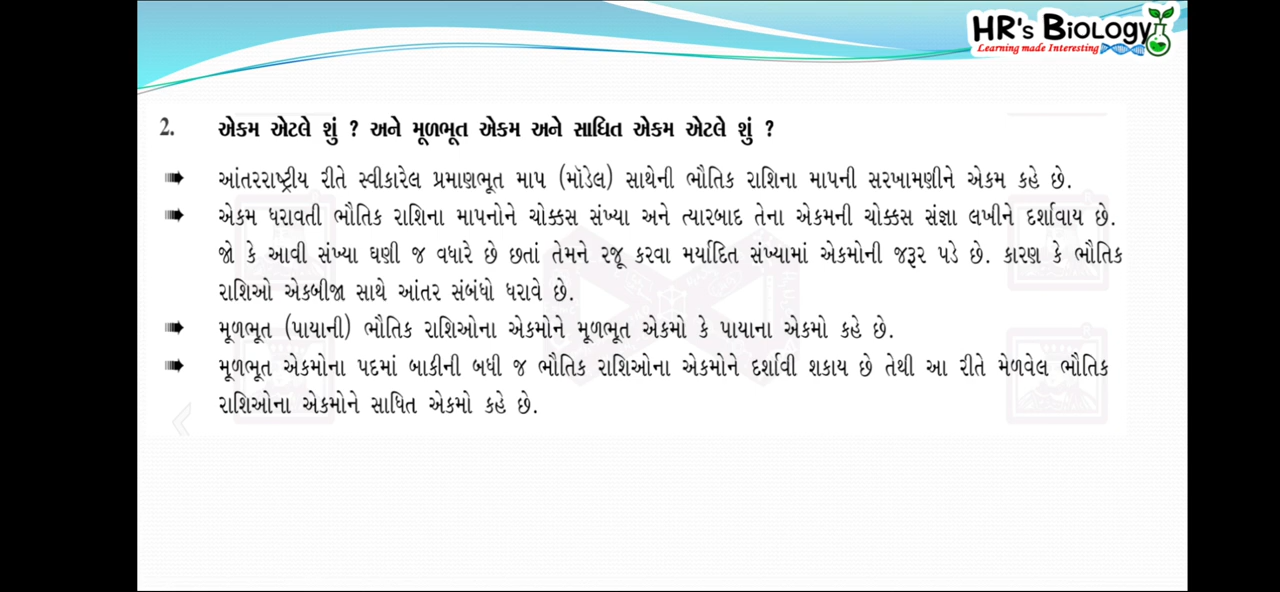 HR's BIOLOGY
Learning made Interesting
2. એકમ એટલે શું ? અને મૂળભૂત એકમ અને સાધિત એકમ એટલે શું ?
આંતરરાષ્ટ્રીય રીતે સ્વીકારેલ પ્રમાણભૂત માપ (મૉડેલ) સાથેની ભૌતિક રાશિના માપની સરખામણીને એકમ કહે છે.
એકમ ધરાવતી ભૌતિક રાશિના માપનોને ચોક્કસ સંખ્યા અને ત્યારબાદ તેના એકમની ચોક્કસ સંજ્ઞા લખીને દર્શાવાય છે.
જો કે આવી સંખ્યા ઘણી જ વધારે છે છતાં તેમને રજૂ કરવા મર્યાદિત સંખ્યામાં એકમોની જરૂર પડે છે. કારણ કે ભૌતિક
રાશિઓ એકબીજા સાથે આંતર સંબંધો ધરાવે છે.
મૂળભૂત (પાયાની) ભૌતિક રાશિઓના એકમોને મૂળભૂત એકમો કે પાયાના એકમો કહે છે.
મૂળભૂત એકમોના પદમાં બાકીની બધી જ ભૌતિક રાશિઓના એકમોને દર્શાવી શકાય છે તેથી આ રીતે મેળવેલ ભૌતિક
રાશિઓના એકમોને સાધિત એકમો કહે છે.